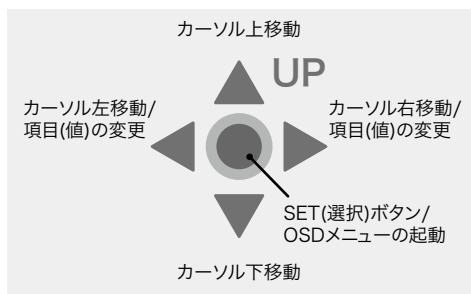 カーソル上移動
UP
カーソル左移動/
項目(値)の変更
カーソル右移動/
項目(値)の変更
SET(選択)ボタン/
OSDメニューの起動
カーソル下移動